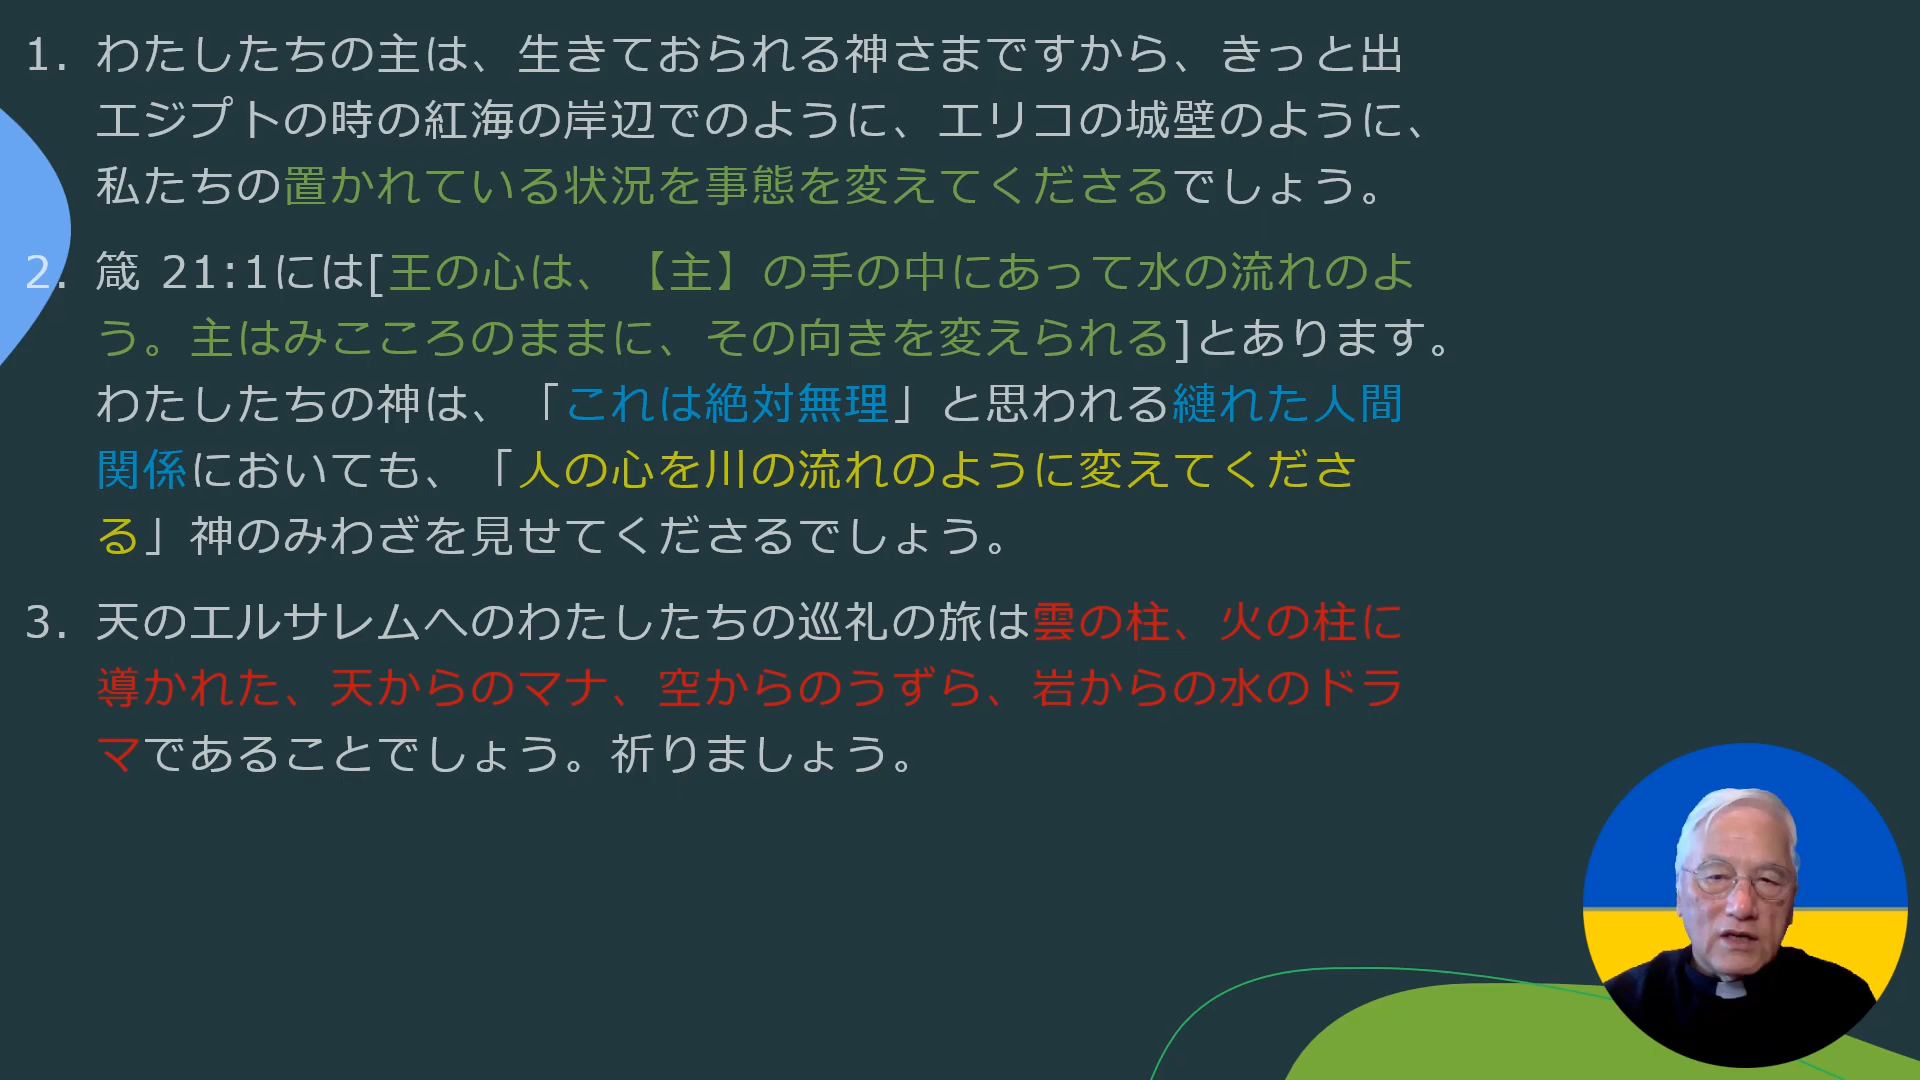 1. わたしたちの主は、生きておられる神さまですから、きっと出
エジプトの時の紅海の岸辺でのように、エリコの城壁のように、
私たちの置かれている状況を事態を変えてくださるでしょう。
2. 箴 21:1には[王の心は、【主】の手の中にあって水の流れのよ
う。主はみこころのままに、その向きを変えられる]とあります。
わたしたちの神は、「これは絶対無理」と思われる縺れた人間
関係においても、「人の心を川の流れのように変えてくださ
る」神のみわざを見せてくださるでしょう。
3. 天のエルサレムへのわたしたちの巡礼の旅は雲の柱、火の柱に
導かれた、天からのマナ、空からのうずら、岩からの水のドラ
マであることでしょう。祈りましょう。